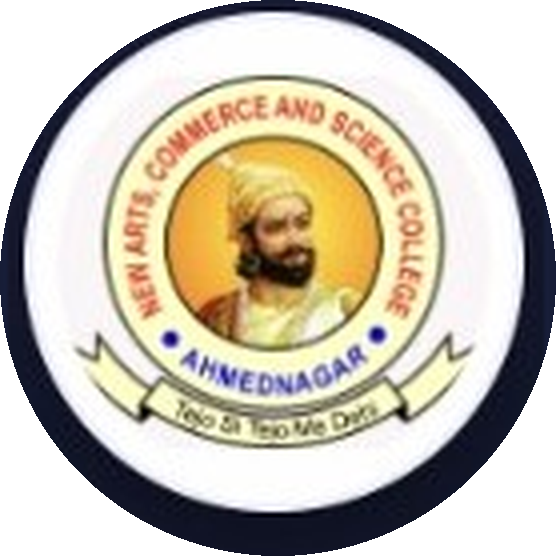 NEW ARTS, COMMERCE AND SCIENCE COLLEGE
AHMEDNAGAR
Tejo Si Tejo Me Dehi